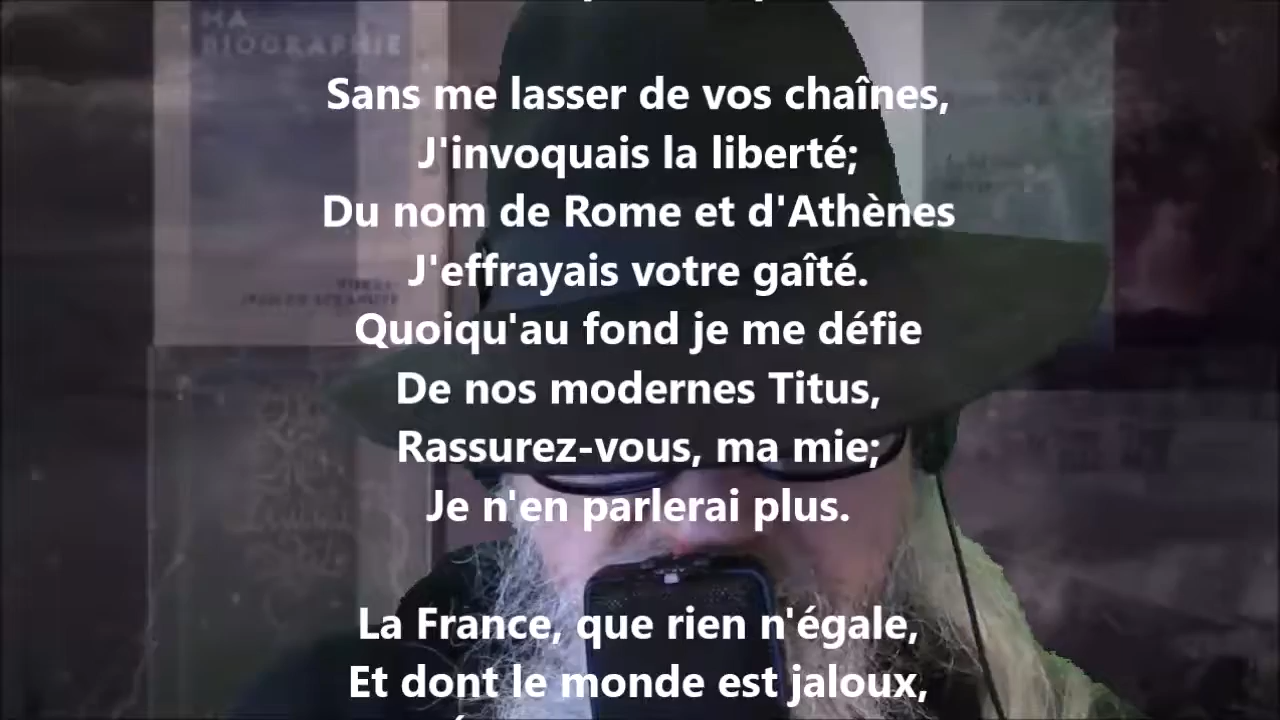 MA
BIOGRAPHIE
Sans me lasser de vos chaînes,
J'invoquais la liberté;
Du nom de Rome et d'Athènes
J'effrayais votre gaîté.
Quoiqu'au fond je me défie
De nos modernes Titus,
Rassurez-vous, ma mie;
Je n'en parlerai plus.
La France, que rien n'égale,
Et dont le monde est jaloux,